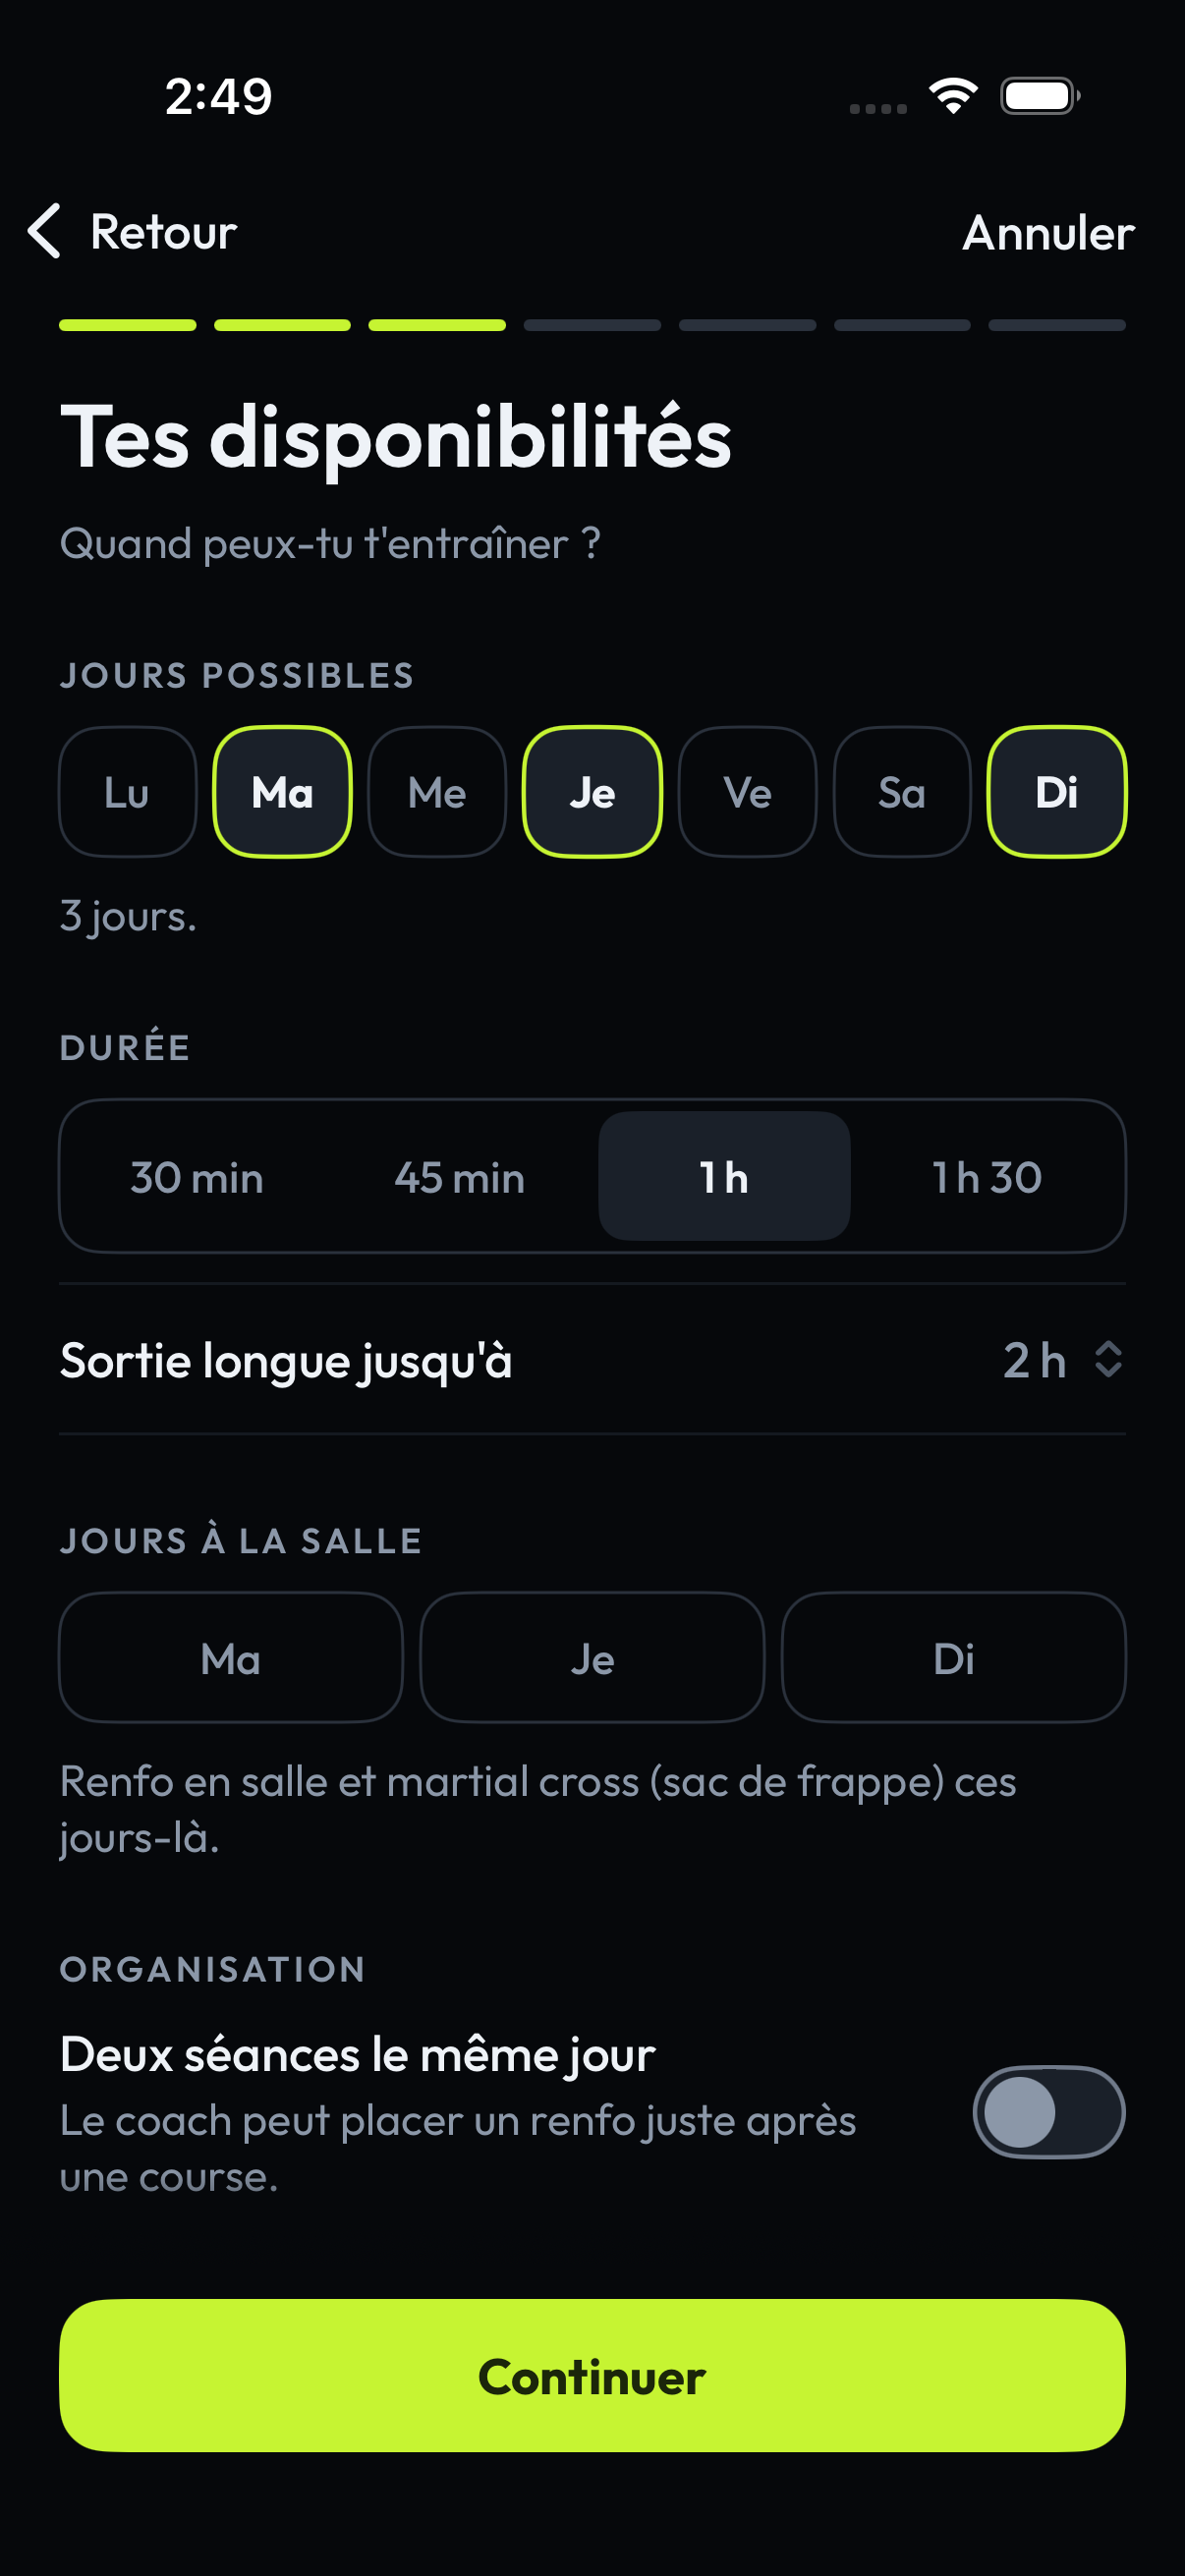 2:49
Retour
Annuler
Tes disponibilités
Quand peux-tu t'entraîner ?
JOURS POSSIBLES
Lu Ma Me Je Ve Sa Di
3 jours.
DURÉE
30 min 45 min 1 h 1 h 30
Sortie longue jusqu'à 2 h
JOURS À LA SALLE
Ma Je Di
Renfo en salle et martial cross (sac de frappe) ces
jours-là.
ORGANISATION
Deux séances le même jour
Le coach peut placer un renfo juste après
une course.
Continuer